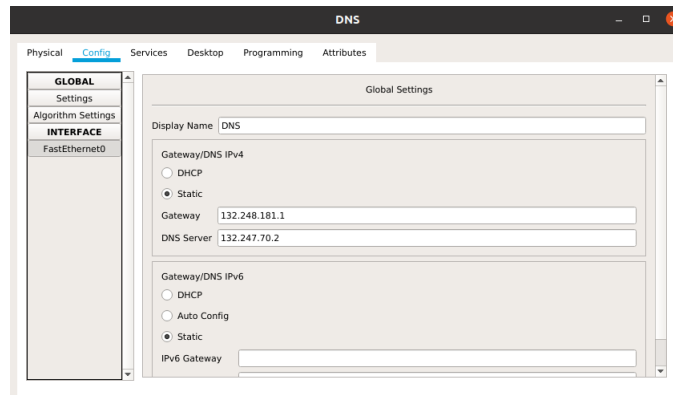 DNS
Physical Config Services Desktop Programming Attributes
GLOBAL
Settings
Algorithm Settings
INTERFACE
FastEthernet0
Global Settings
Display Name DNS
Gateway/DNS IPv4
DHCP
Static
Gateway 132.248.181.1
DNS Server 132.247.70.2
Gateway/DNS IPv6
DHCP
Auto Config
Static
IPv6 Gateway